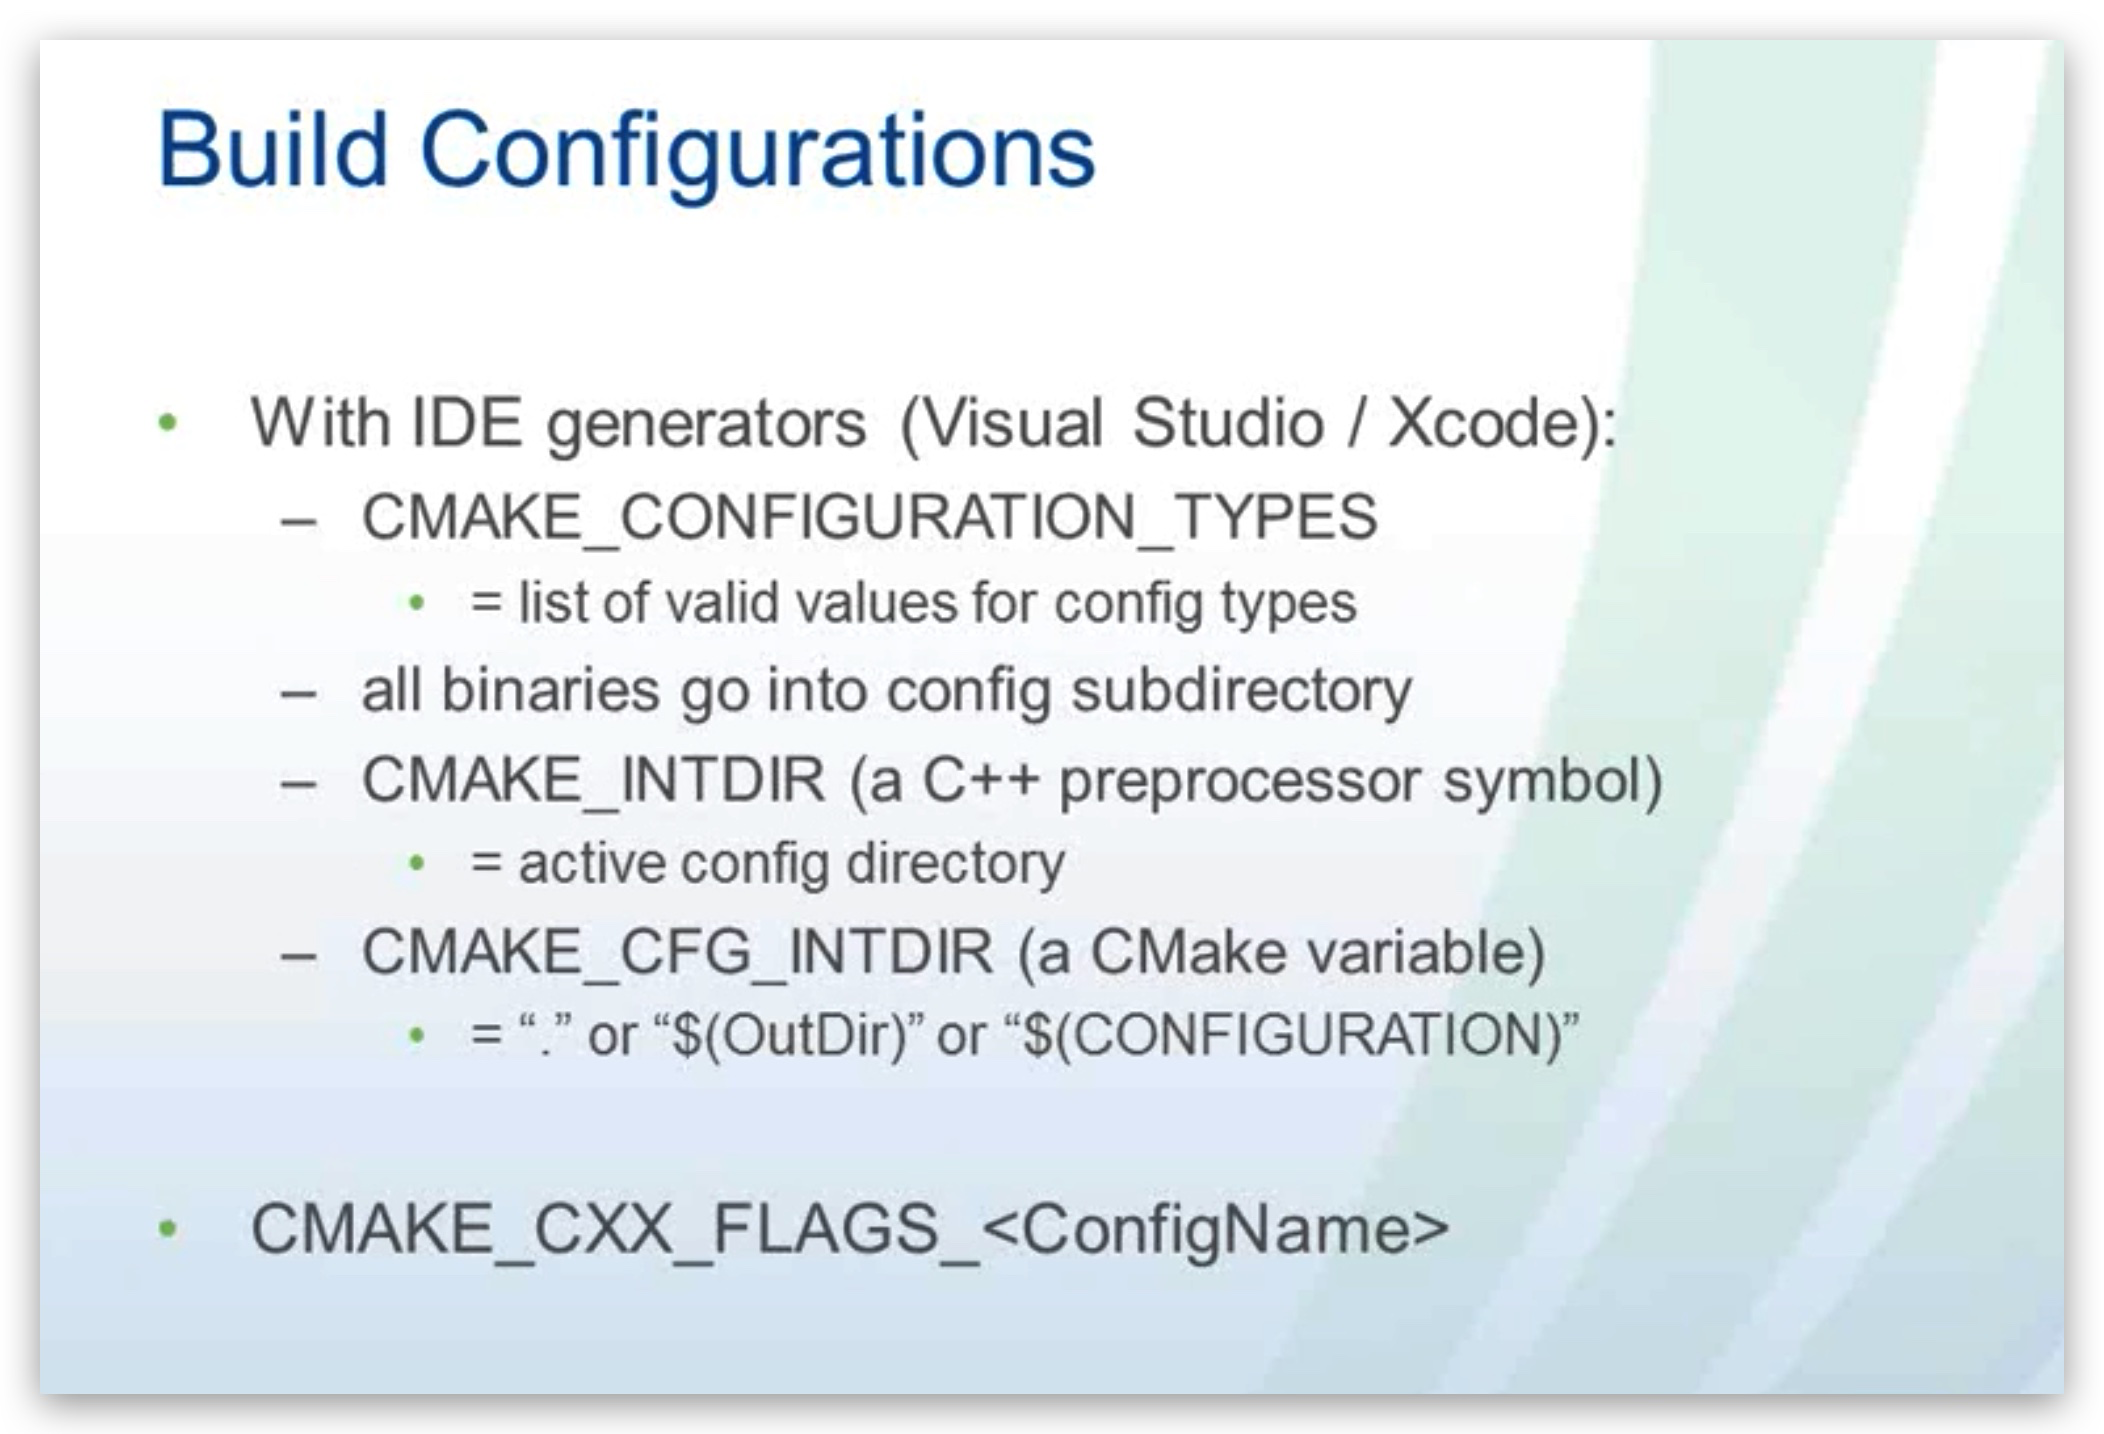 Build Configurations
• With IDE generators (Visual Studio / Xcode):
– CMAKE_CONFIGURATION_TYPES
• = list of valid values for config types
– all binaries go into config subdirectory
– CMAKE_INTDIR (a C++ preprocessor symbol)
• = active config directory
– CMAKE_CFG_INTDIR (a CMake variable)
• = “.” or “$(OutDir)” or “$(CONFIGURATION)”
• CMAKE_CXX_FLAGS_<ConfigName>